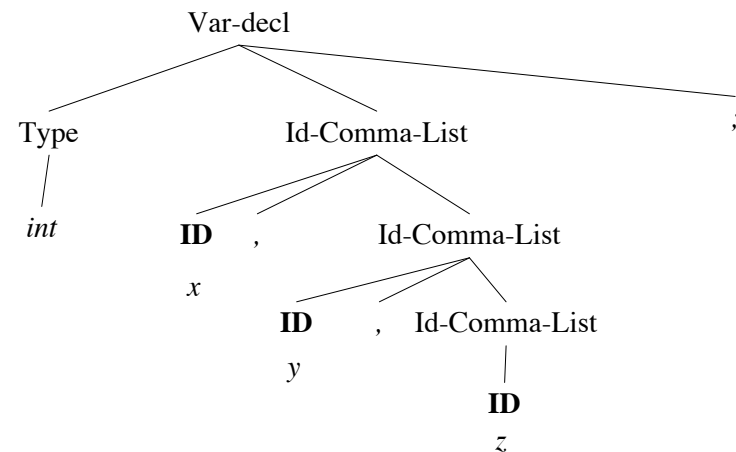 Var-decl
Type Id-Comma-List ;
int ID , Id-Comma-List
x
ID , Id-Comma-List
y
ID
z